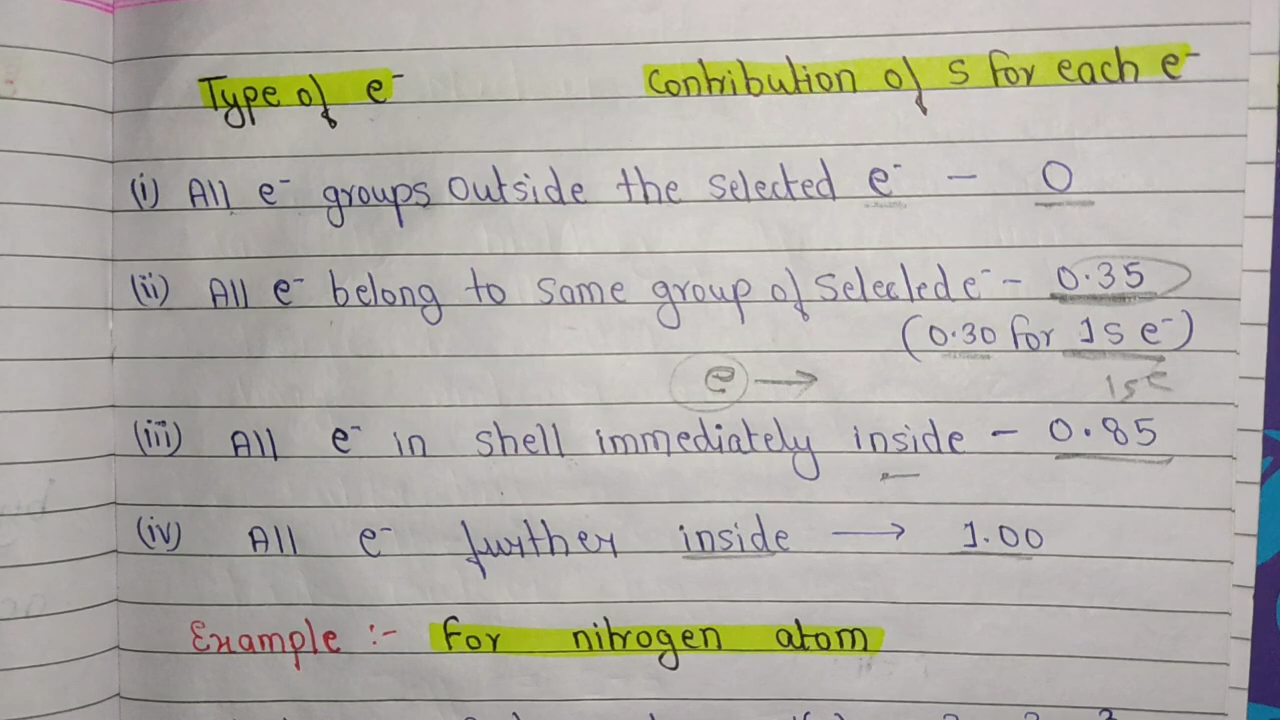 Type of e⁻ Contribution of S for each e⁻
(i) All e⁻ groups outside the selected e⁻ - 0
(ii) All e⁻ belong to same group of selected e⁻ - 0.35
(0.30 for 1S e⁻)
e → 1s e
(iii) All e⁻ in shell immediately inside - 0.85
(iv) All e⁻ further inside → 1.00
Example :- For nitrogen atom